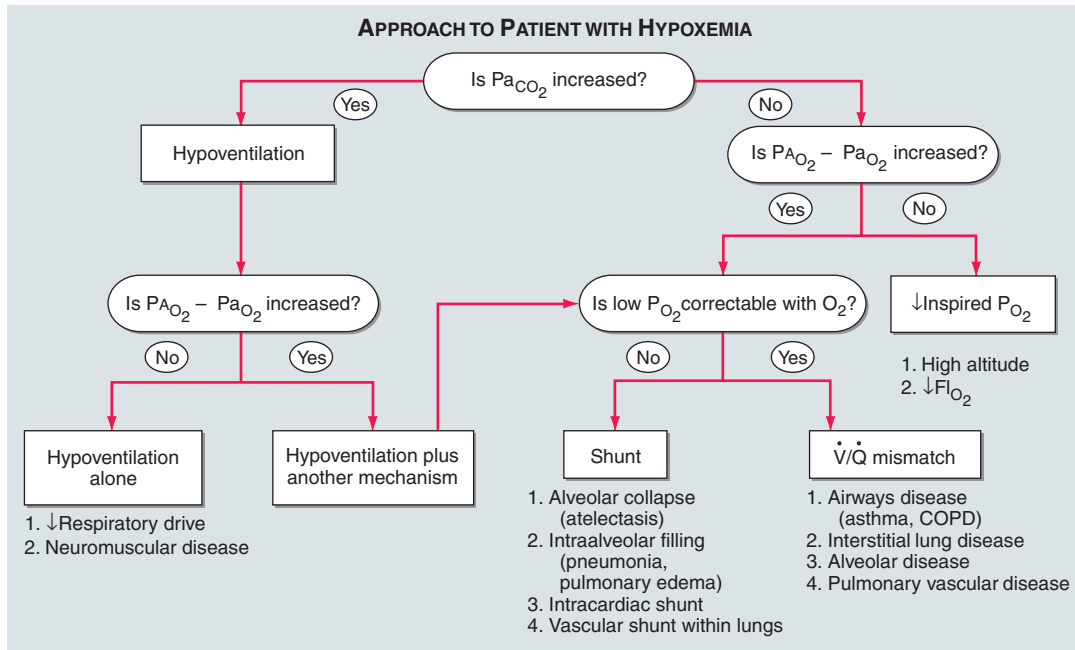 APPROACH TO PATIENT WITH HYPOXEMIA
Is PaCO2 increased?
Yes
No
Hypoventilation
Is PAO2 – PaO2 increased?
Yes
No
Is PAO2 – PaO2 increased?
Is low PO2 correctable with O2?
↓Inspired PO2
No
Yes
No
Yes
1. High altitude
2. ↓FIO2
Hypoventilation
alone
Hypoventilation plus
another mechanism
Shunt
V̇/Q̇ mismatch
1. ↓Respiratory drive
2. Neuromuscular disease
1. Alveolar collapse
(atelectasis)
2. Intraalveolar filling
(pneumonia,
pulmonary edema)
3. Intracardiac shunt
4. Vascular shunt within lungs
1. Airways disease
(asthma, COPD)
2. Interstitial lung disease
3. Alveolar disease
4. Pulmonary vascular disease